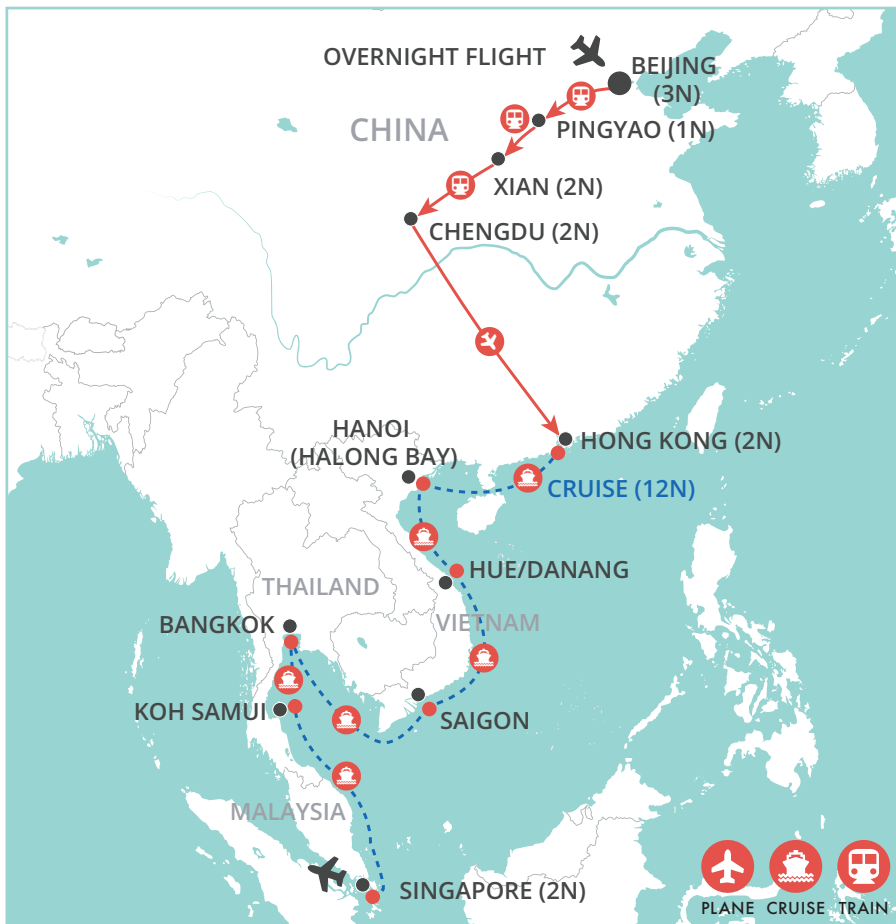 OVERNIGHT FLIGHT
BEIJING
(3N)
CHINA
PINGYAO (1N)
XIAN (2N)
CHENGDU (2N)
HANOI
(HALONG BAY)
HONG KONG (2N)
CRUISE (12N)
HUE/DANANG
THAILAND
BANGKOK
VIETNAM
KOH SAMUI
SAIGON
MALAYSIA
SINGAPORE (2N)
PLANE
CRUISE
TRAIN